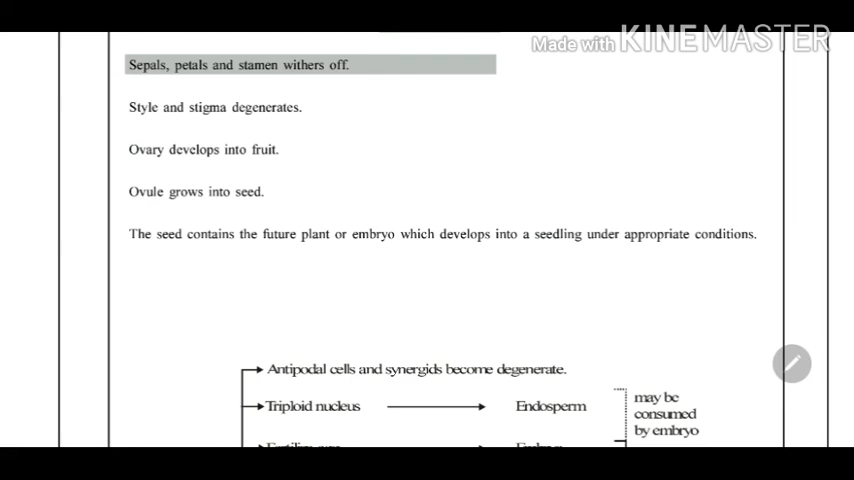 Made with KINEMASTER
Sepals, petals and stamen withers off.
Style and stigma degenerates.
Ovary develops into fruit.
Ovule grows into seed.
The seed contains the future plant or embryo which develops into a seedling under appropriate conditions.
Antipodal cells and synergids become degenerate.
Triploid nucleus Endosperm
may be
consumed
by embryo